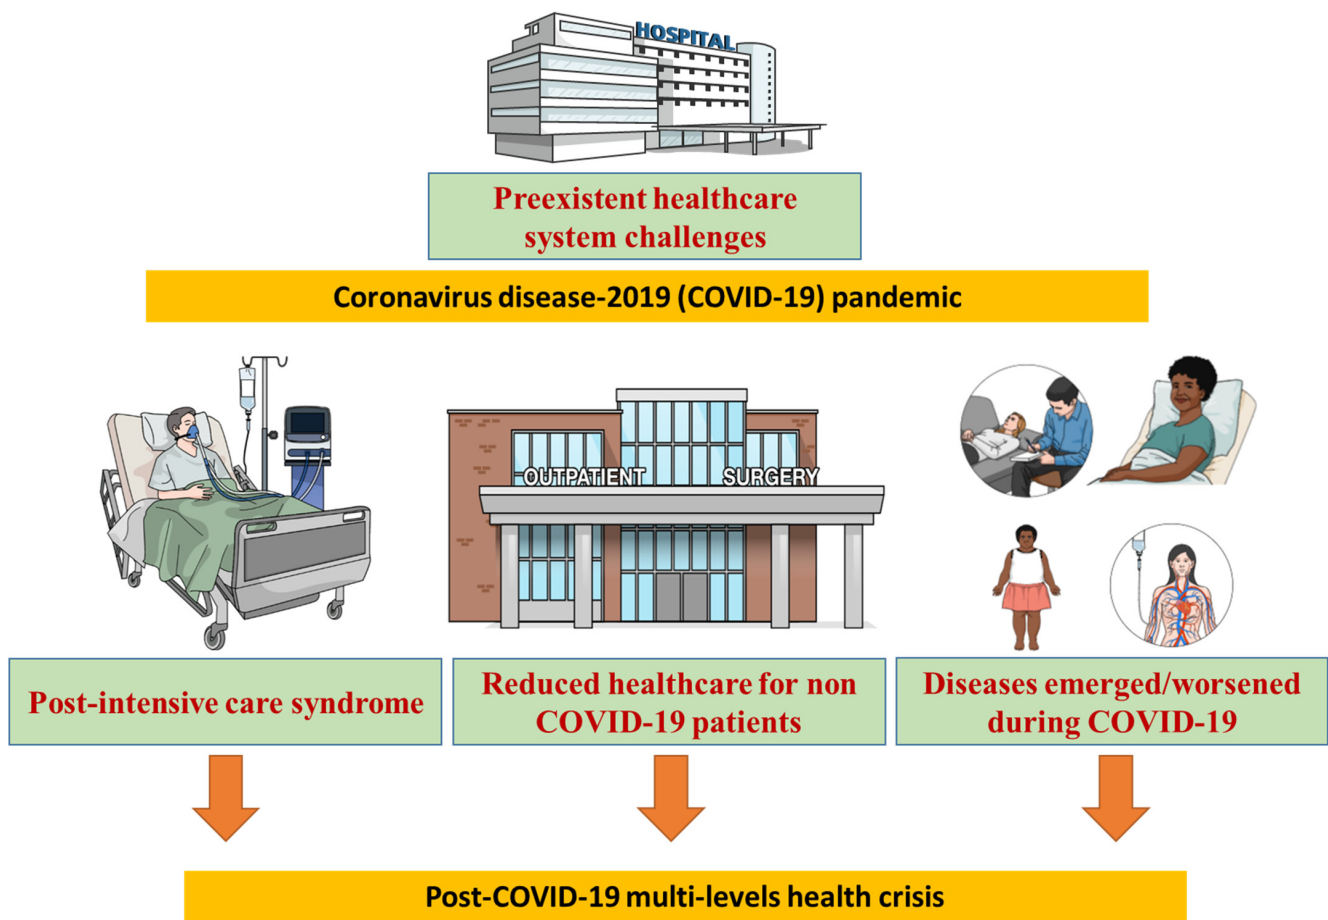 HOSPITAL
Preexistent healthcare
system challenges
Coronavirus disease-2019 (COVID-19) pandemic
OUTPATIENT SURGERY
Post-intensive care syndrome
Reduced healthcare for non
COVID-19 patients
Diseases emerged/worsened
during COVID-19
Post-COVID-19 multi-levels health crisis